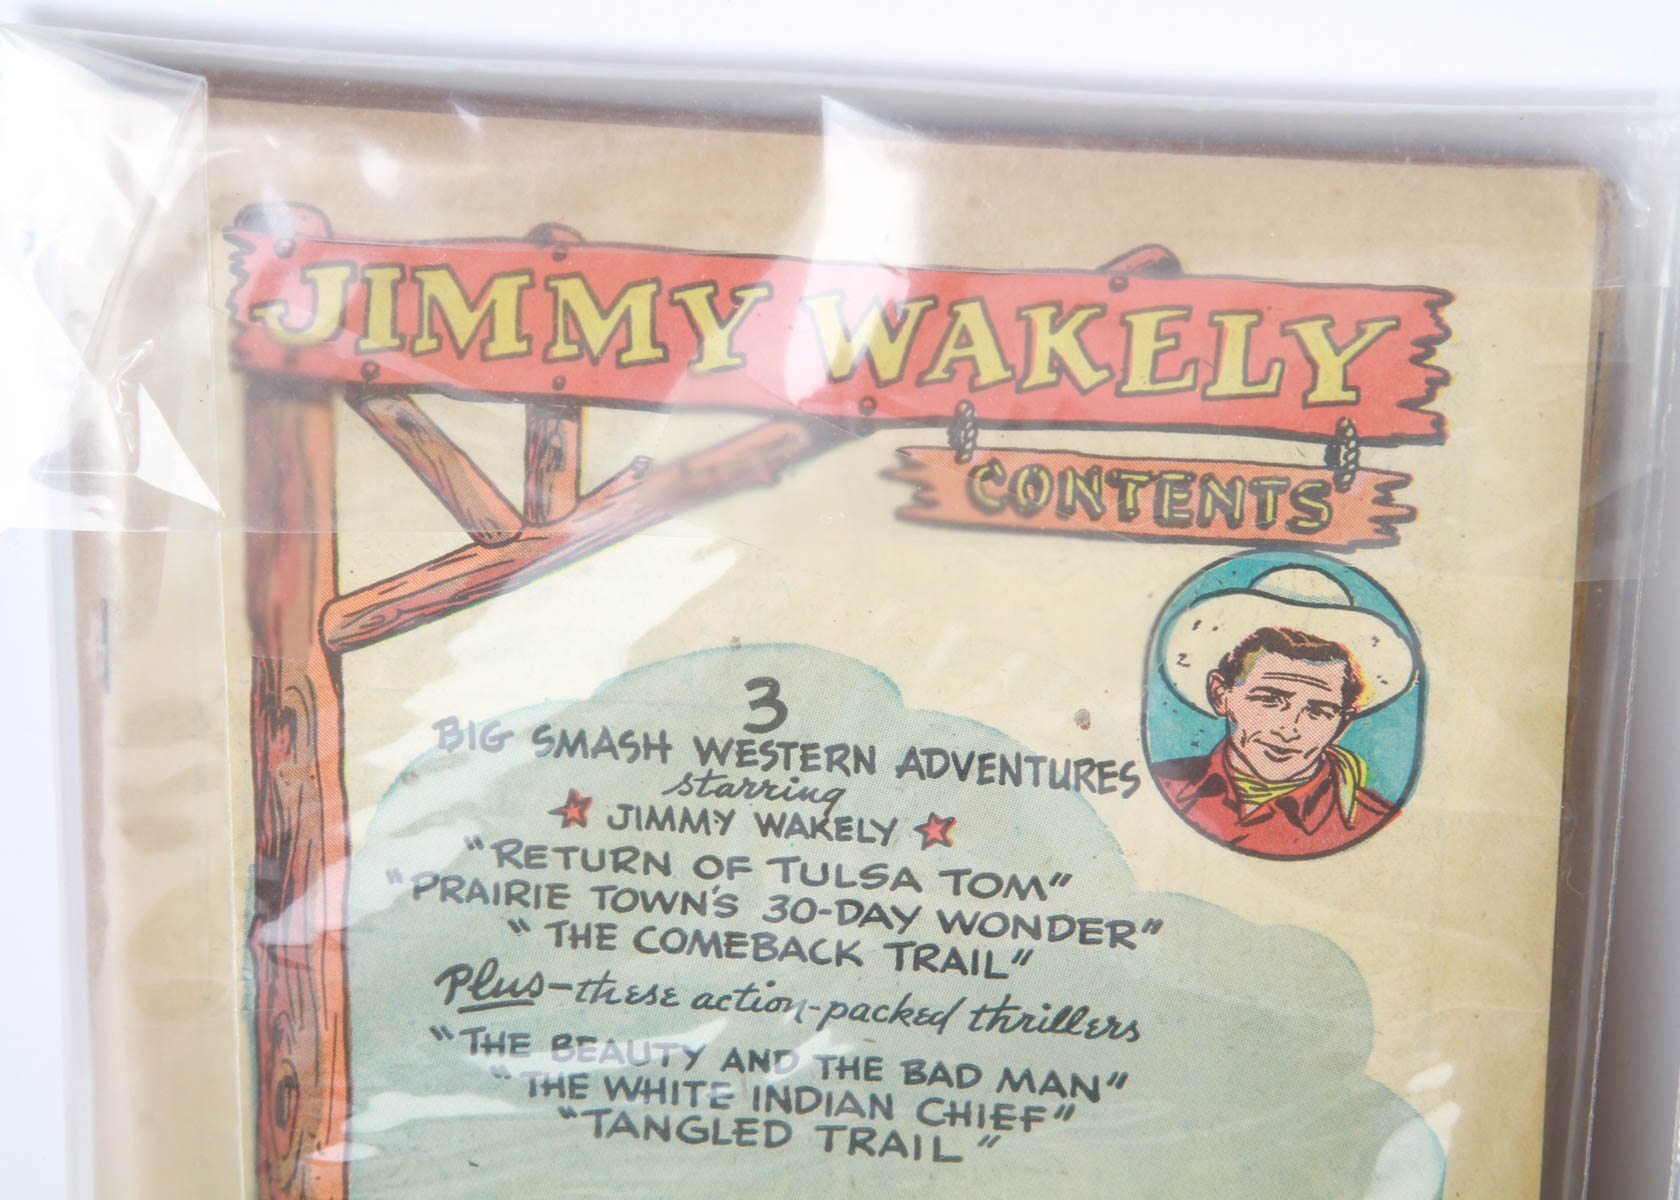 JIMMY WAKELY
CONTENTS
3
BIG SMASH WESTERN ADVENTURES
starring
JIMMY WAKELY
"RETURN OF TULSA TOM"
"PRAIRIE TOWN'S 30-DAY WONDER"
"THE COMEBACK TRAIL"
Plus-these action-packed thrillers
"THE BEAUTY AND THE BAD MAN"
"THE WHITE INDIAN CHIEF"
"TANGLED TRAIL"